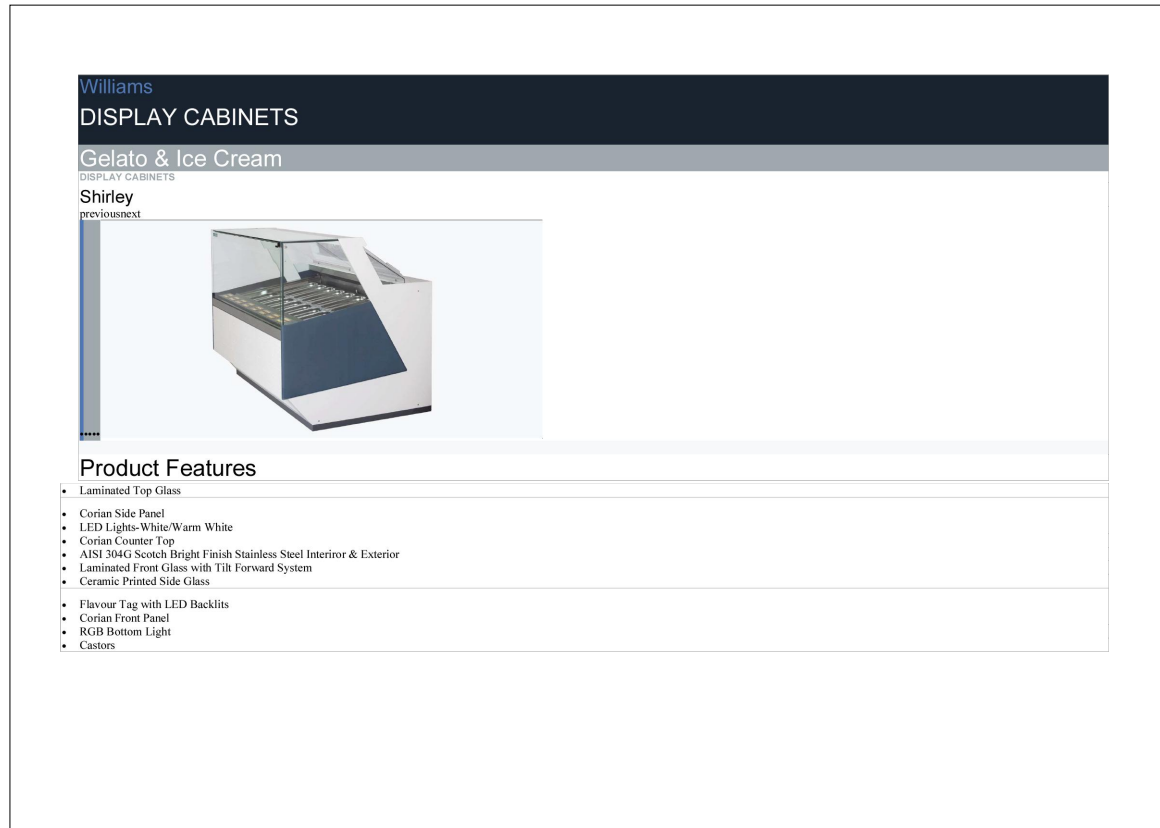 Williams
DISPLAY CABINETS
Gelato & Ice Cream
DISPLAY CABINETS
Shirley
previousnext
•••••
Product Features
• Laminated Top Glass
• Corian Side Panel
• LED Lights-White/Warm White
• Corian Counter Top
• AISI 304G Scotch Bright Finish Stainless Steel Interiror & Exterior
• Laminated Front Glass with Tilt Forward System
• Ceramic Printed Side Glass
• Flavour Tag with LED Backlits
• Corian Front Panel
• RGB Bottom Light
• Castors